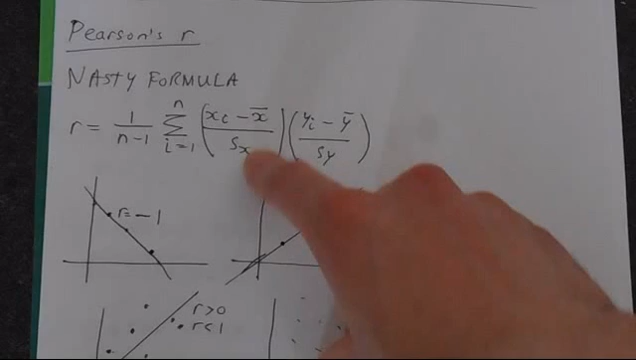 Pearson's r
NASTY FORMULA
r = 1/(n-1) Σ_{i=1}^{n} ((x_i - x̄)/s_x) ((y_i - ȳ)/s_y)
r = -1
r>0
r<1